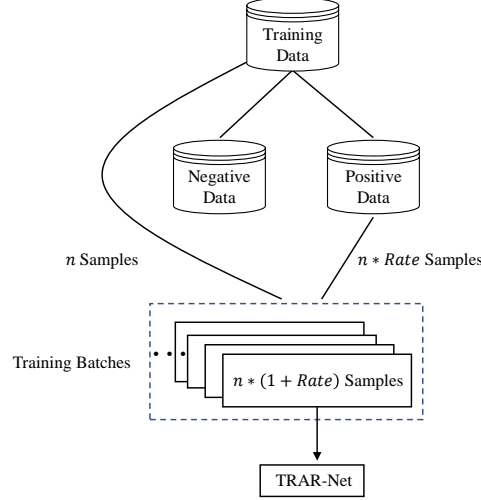 Training
Data
Negative
Data
Positive
Data
n Samples
n * Rate Samples
Training Batches
...
n * (1 + Rate) Samples
TRAR-Net